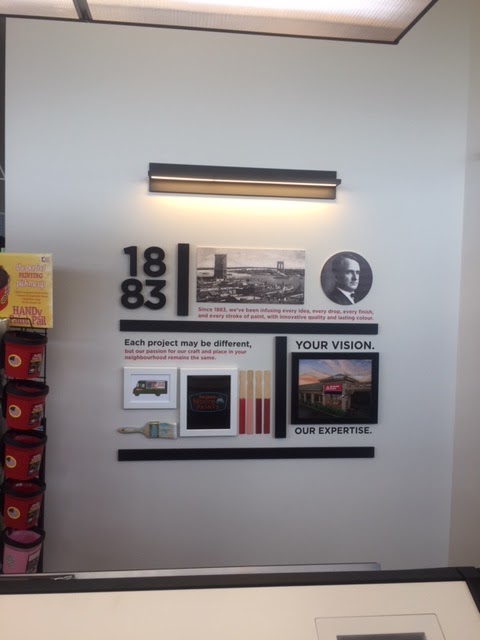 18
83
Since 1883, we've been infusing every idea, every drop, every finish,
and every stroke of paint, with innovative quality and lasting colour.
Each project may be different,
but our passion for our craft and place in your
neighbourhood remains the same.
YOUR VISION.
OUR EXPERTISE.
PAINTING
HANDy
Pail